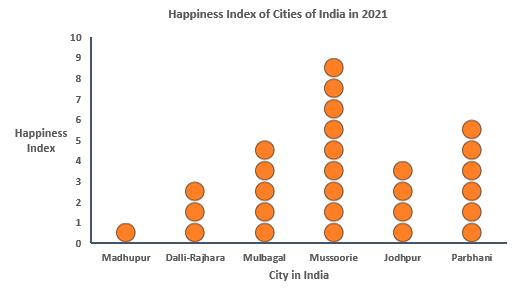 Happiness Index of Cities of India in 2021
10
9
8
7
6
5
4
3
2
1
0
Happiness
Index
Madhupur Dalli-Rajhara Mulbagal Mussoorie Jodhpur Parbhani
City in India